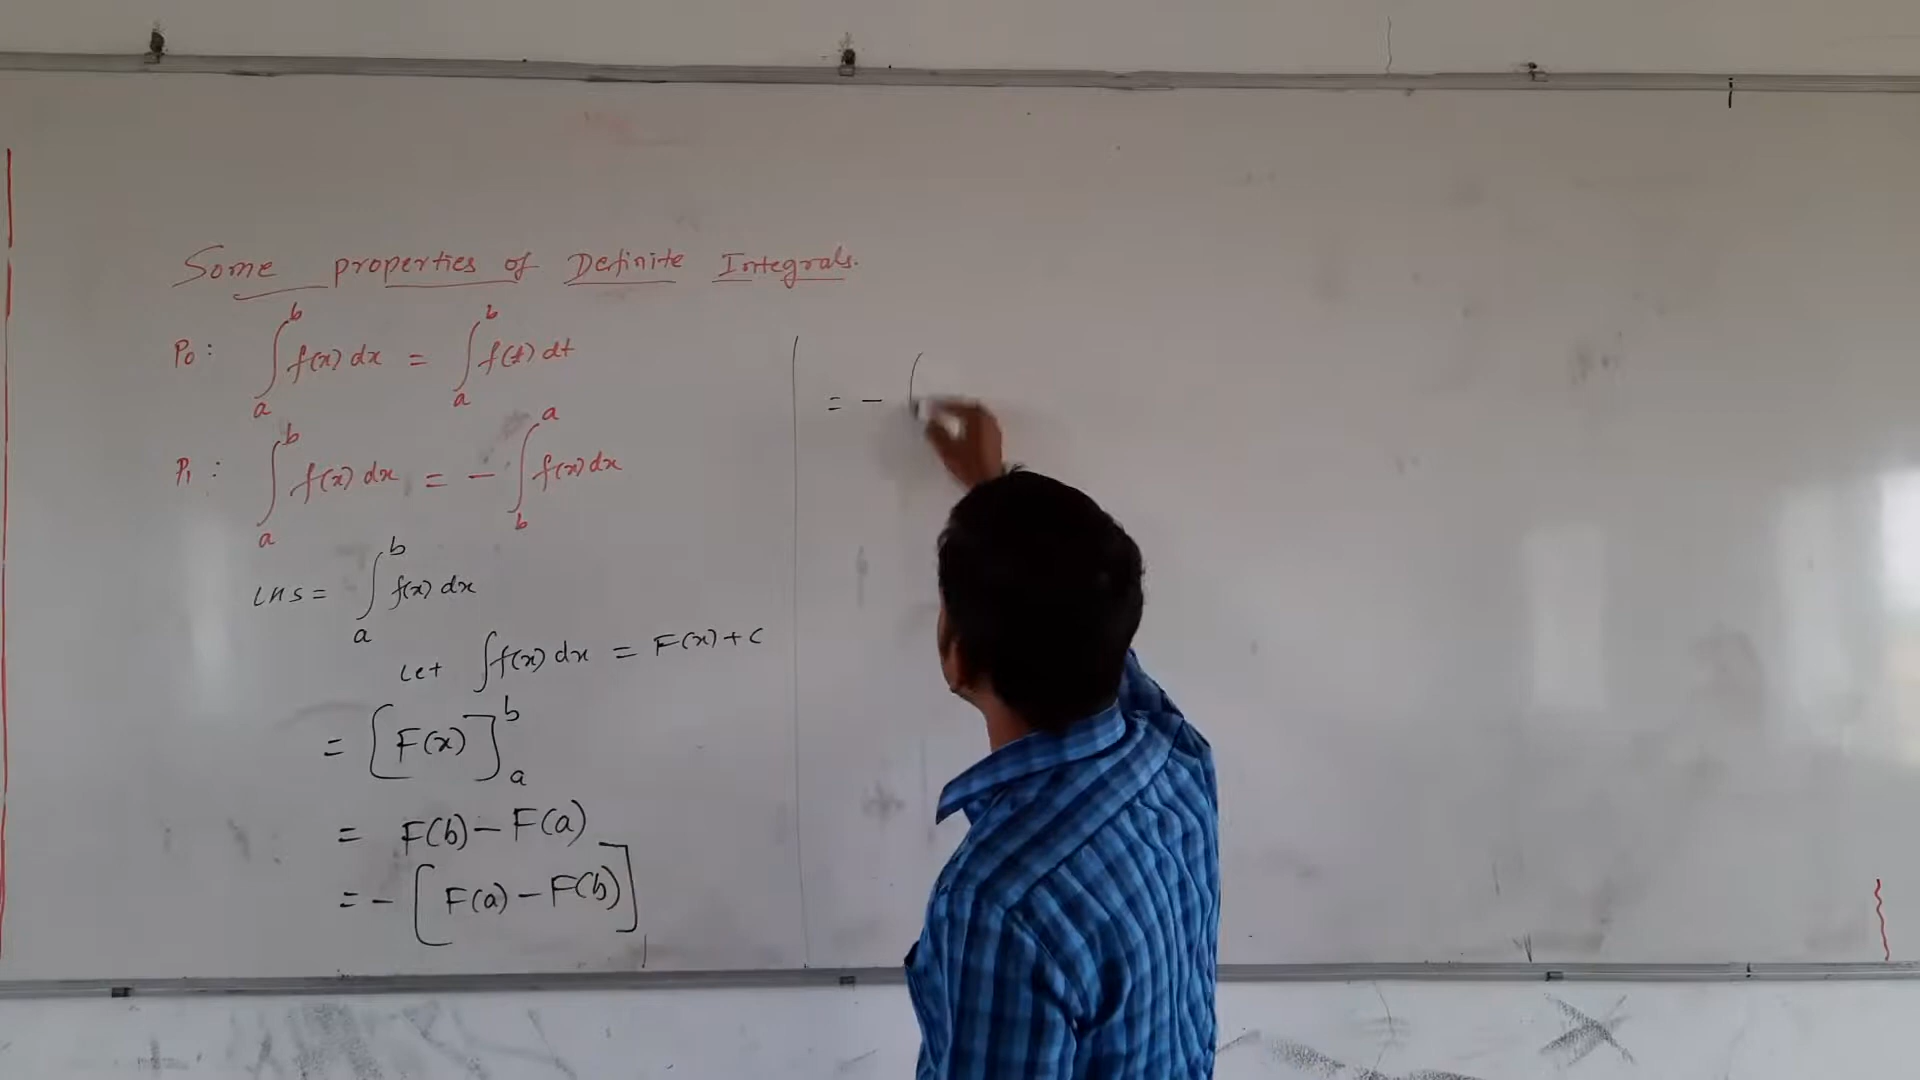 Some properties of Definite Integrals.
P₀ : ∫ₐᵇ f(x) dx = ∫ₐᵇ f(t) dt
P₁ : ∫ₐᵇ f(x) dx = - ∫_b^a f(x) dx
LHS = ∫ₐᵇ f(x) dx
Let ∫ f(x) dx = F(x) + C
= [F(x)]ₐᵇ
= F(b) - F(a)
= - [F(a) - F(b)]
= - (